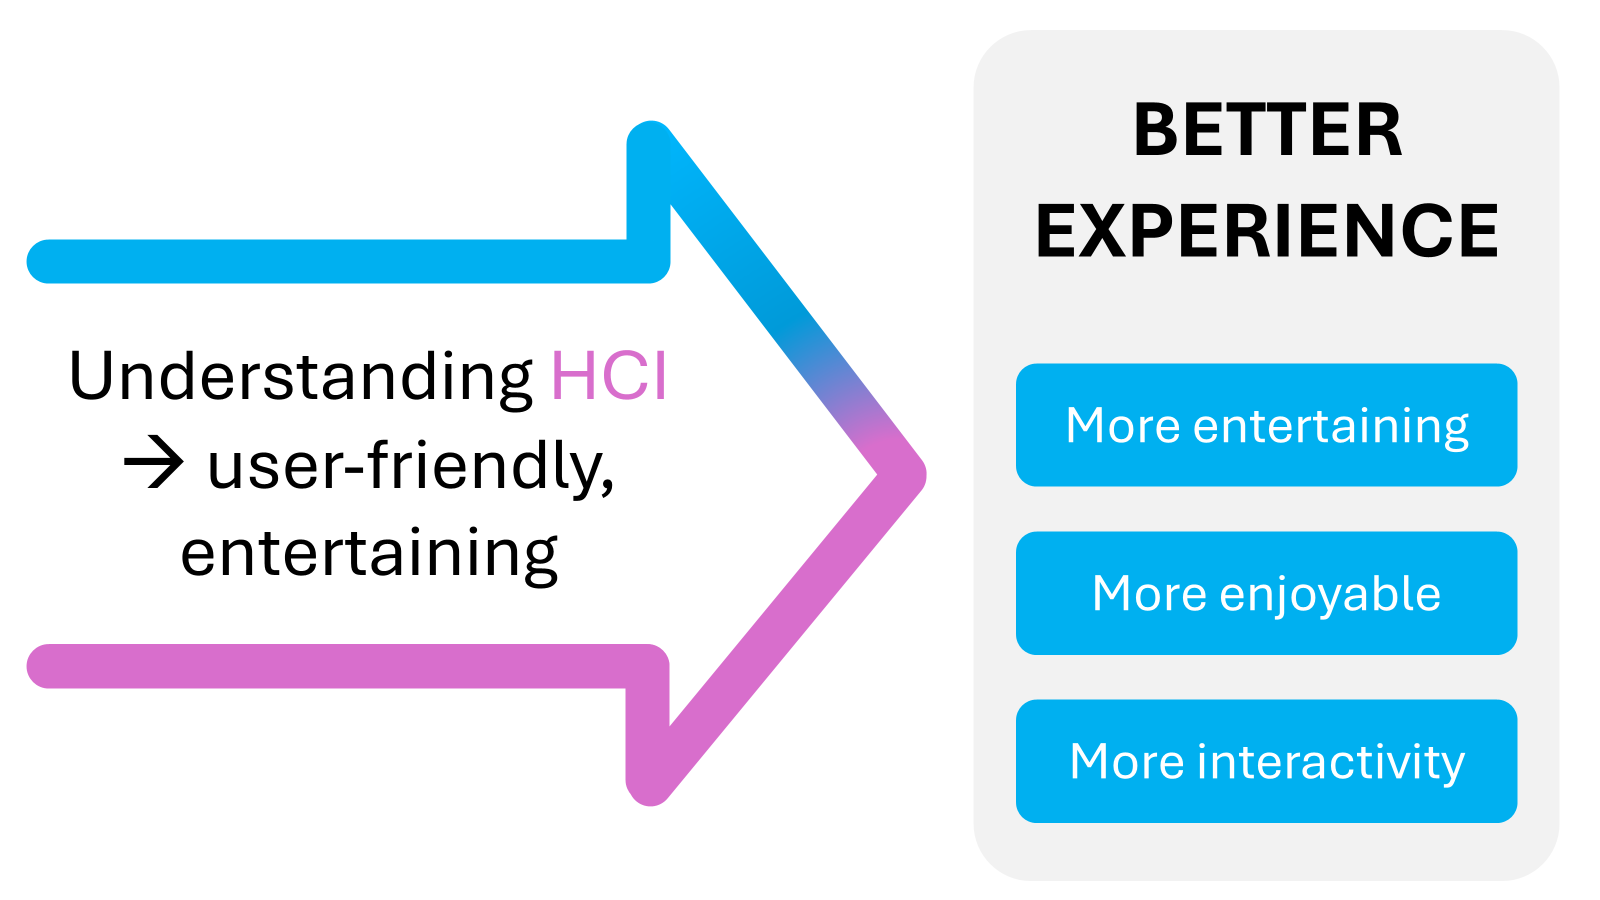 Understanding HCI
→ user-friendly,
entertaining
BETTER
EXPERIENCE
More entertaining
More enjoyable
More interactivity